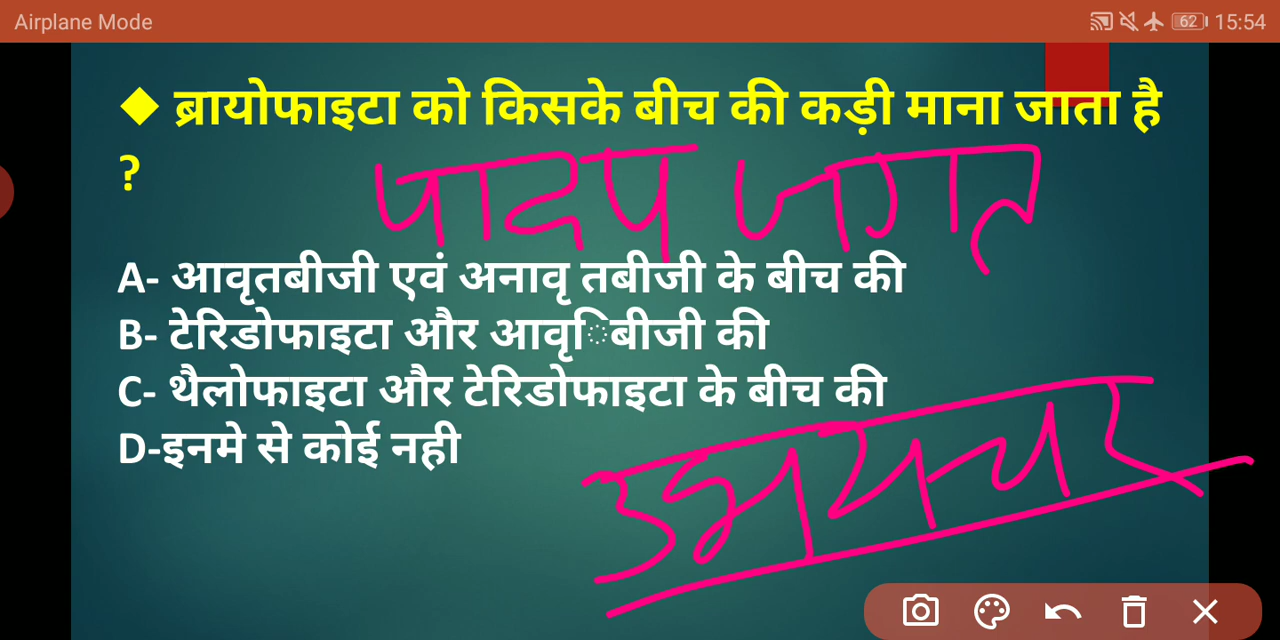 Airplane Mode 62 15:54
◆ ब्रायोफाइटा को किसके बीच की कड़ी माना जाता है
?
पादप जगत
A- आवृतबीजी एवं अनावृ तबीजी के बीच की
B- टेरिडोफाइटा और आवृिबीजी की
C- थैलोफाइटा और टेरिडोफाइटा के बीच की
D-इनमे से कोई नही
उभयचर